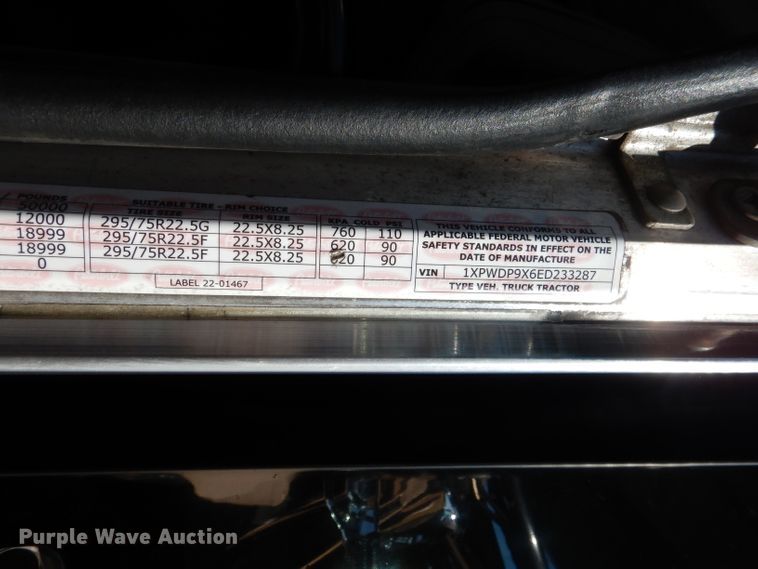 POUNDS
50000
SUITABLE TIRE - RIM CHOICE
TIRE SIZE RIM SIZE KPA COLD PSI
12000 295/75R22.5G 22.5X8.25 760 110
18999 295/75R22.5F 22.5X8.25 620 90
18999 295/75R22.5F 22.5X8.25 620 90
0
LABEL 22-01467
THIS VEHICLE CONFORMS TO ALL
APPLICABLE FEDERAL MOTOR VEHICLE
SAFETY STANDARDS IN EFFECT ON THE
DATE OF MANUFACTURE
VIN 1XPWDP9X6ED233287
TYPE VEH. TRUCK TRACTOR
Purple Wave Auction